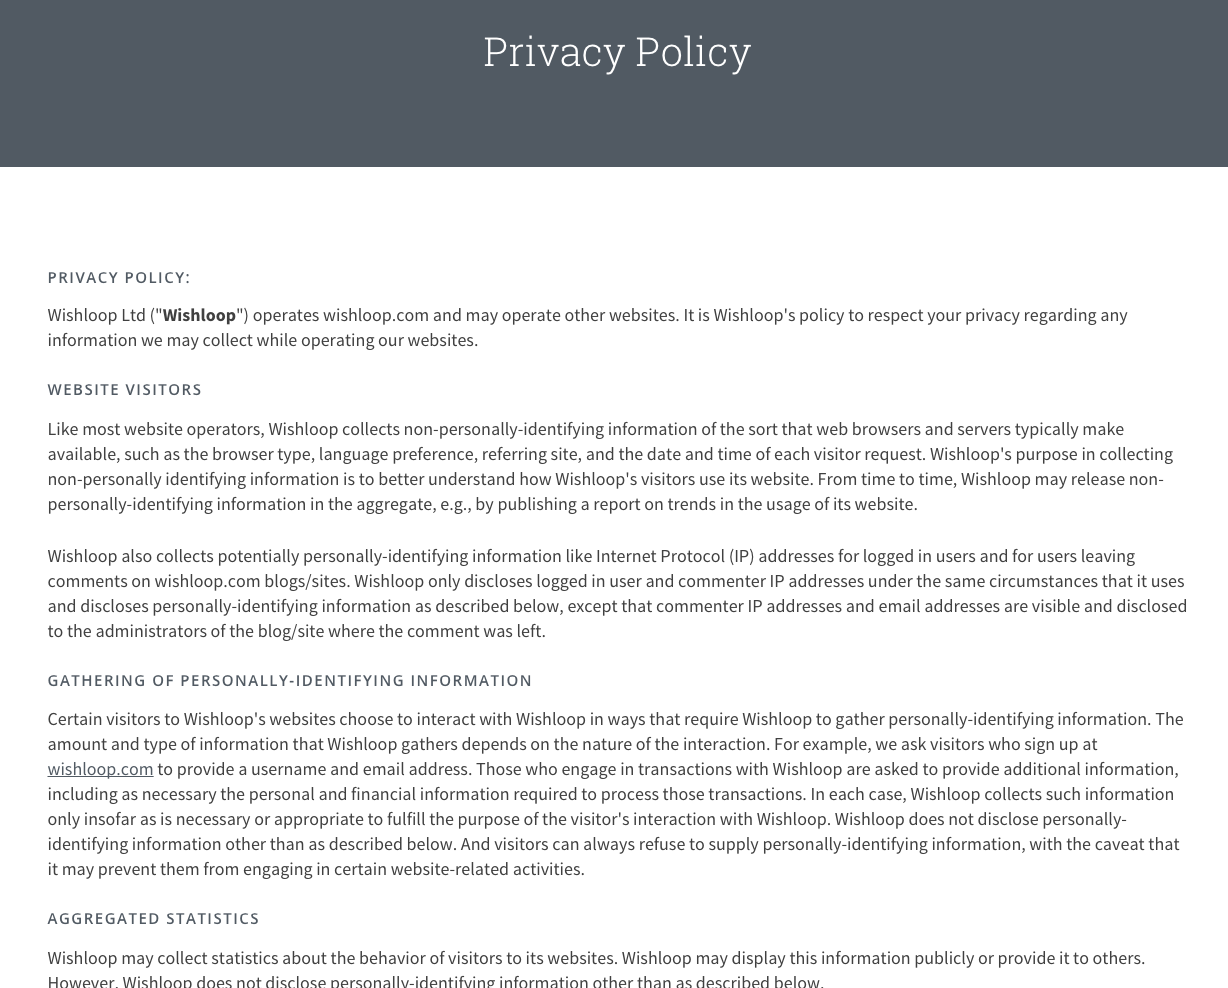 Privacy Policy
PRIVACY POLICY:
Wishloop Ltd ("Wishloop") operates wishloop.com and may operate other websites. It is Wishloop's policy to respect your privacy regarding any
information we may collect while operating our websites.
WEBSITE VISITORS
Like most website operators, Wishloop collects non-personally-identifying information of the sort that web browsers and servers typically make
available, such as the browser type, language preference, referring site, and the date and time of each visitor request. Wishloop's purpose in collecting
non-personally identifying information is to better understand how Wishloop's visitors use its website. From time to time, Wishloop may release non-
personally-identifying information in the aggregate, e.g., by publishing a report on trends in the usage of its website.
Wishloop also collects potentially personally-identifying information like Internet Protocol (IP) addresses for logged in users and for users leaving
comments on wishloop.com blogs/sites. Wishloop only discloses logged in user and commenter IP addresses under the same circumstances that it uses
and discloses personally-identifying information as described below, except that commenter IP addresses and email addresses are visible and disclosed
to the administrators of the blog/site where the comment was left.
GATHERING OF PERSONALLY-IDENTIFYING INFORMATION
Certain visitors to Wishloop's websites choose to interact with Wishloop in ways that require Wishloop to gather personally-identifying information. The
amount and type of information that Wishloop gathers depends on the nature of the interaction. For example, we ask visitors who sign up at
wishloop.com to provide a username and email address. Those who engage in transactions with Wishloop are asked to provide additional information,
including as necessary the personal and financial information required to process those transactions. In each case, Wishloop collects such information
only insofar as is necessary or appropriate to fulfill the purpose of the visitor's interaction with Wishloop. Wishloop does not disclose personally-
identifying information other than as described below. And visitors can always refuse to supply personally-identifying information, with the caveat that
it may prevent them from engaging in certain website-related activities.
AGGREGATED STATISTICS
Wishloop may collect statistics about the behavior of visitors to its websites. Wishloop may display this information publicly or provide it to others.
However, Wishloop does not disclose personally-identifying information other than as described below.